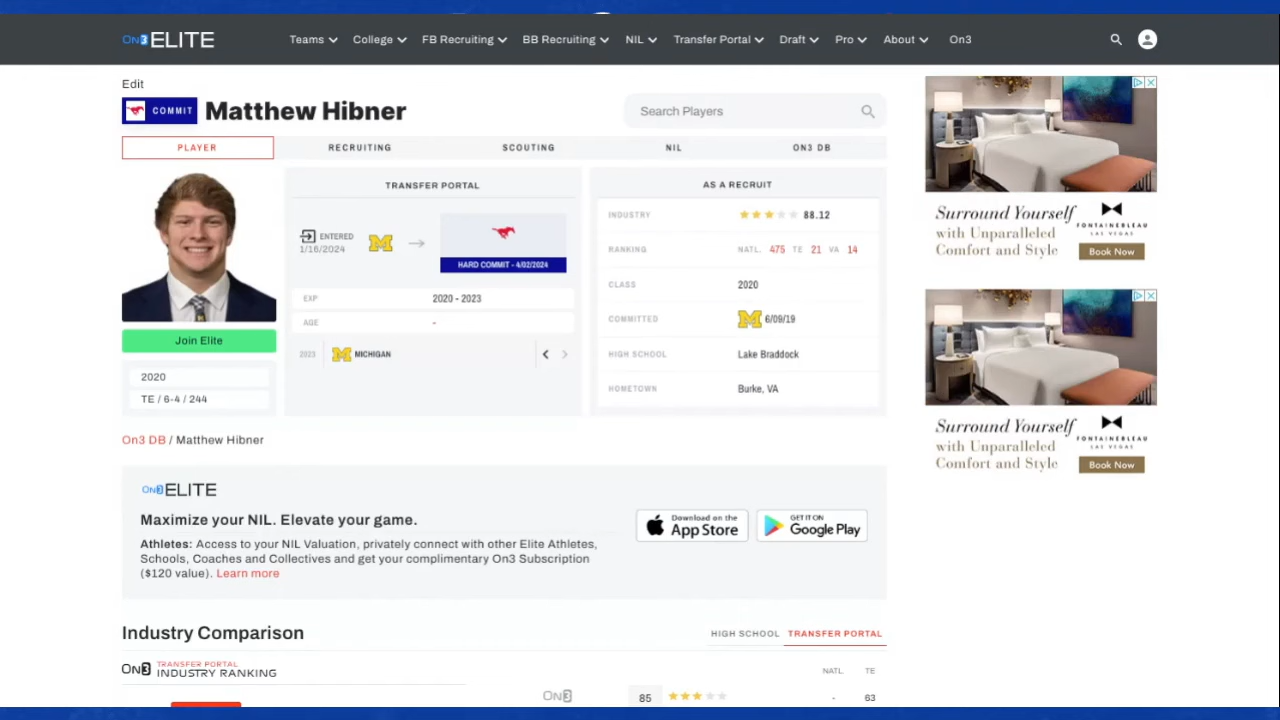 On3 ELITE
Teams College FB Recruiting BB Recruiting NIL Transfer Portal Draft Pro About On3
Edit
COMMIT Matthew Hibner
Search Players
PLAYER RECRUITING SCOUTING NIL ON3 DB
TRANSFER PORTAL
ENTERED
1/16/2024
M
HARD COMMIT - 4/02/2024
EXP 2020 - 2023
AGE -
2023 M MICHIGAN
AS A RECRUIT
INDUSTRY 88.12
RANKING NATL. 475 TE 21 VA 14
CLASS 2020
COMMITTED M 6/09/19
HIGH SCHOOL Lake Braddock
HOMETOWN Burke, VA
Join Elite
2020
TE / 6-4 / 244
On3 DB / Matthew Hibner
On3 ELITE
Maximize your NIL. Elevate your game.
Athletes: Access to your NIL Valuation, privately connect with other Elite Athletes,
Schools, Coaches and Collectives and get your complimentary On3 Subscription
($120 value). Learn more
Download on the
App Store
GET IT ON
Google Play
Industry Comparison
HIGH SCHOOL TRANSFER PORTAL
On3 TRANSFER PORTAL
INDUSTRY RANKING
NATL. TE
On3 85 - 63
Surround Yourself
with Unparalleled
Comfort and Style
FONTAINEBLEAU
LAS VEGAS
Book Now
Surround Yourself
with Unparalleled
Comfort and Style
FONTAINEBLEAU
LAS VEGAS
Book Now